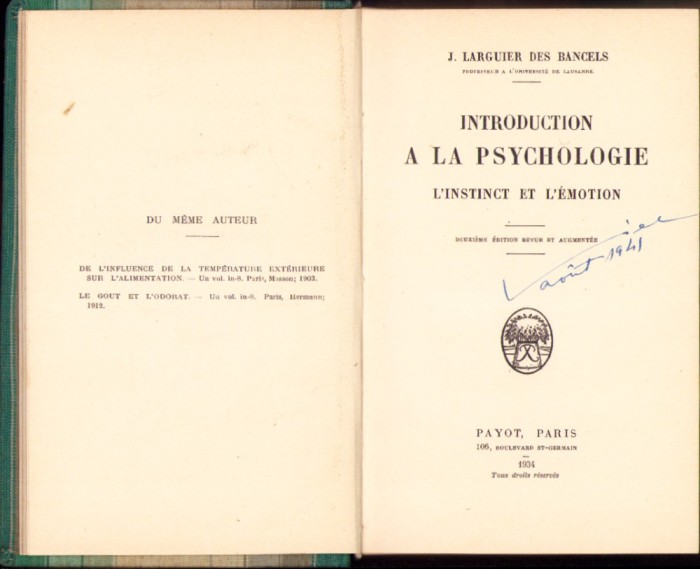 DU MÊME AUTEUR
DE L'INFLUENCE DE LA TEMPÉRATURE EXTÉRIEURE
SUR L'ALIMENTATION. — Un vol. in-8. Paris, Masson; 1903.
LE GOUT ET L'ODORAT. — Un vol. in-8. Paris, Hermann;
1912.
J. LARGUIER DES BANCELS
PROFESSEUR A L'UNIVERSITÉ DE LAUSANNE.
INTRODUCTION
A LA PSYCHOLOGIE
L'INSTINCT ET L'ÉMOTION
DEUXIÈME ÉDITION REVUE ET AUGMENTÉE
août 1941
PAYOT, PARIS
106, BOULEVARD ST-GERMAIN
1934
Tous droits réservés